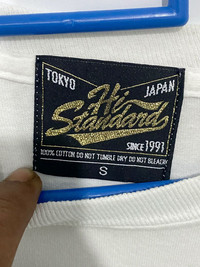 TOKYO JAPAN
Hi
Standard
SINCE 1991
100% COTTON DO NOT TUMBLE DRY DO NOT BLEACH
S